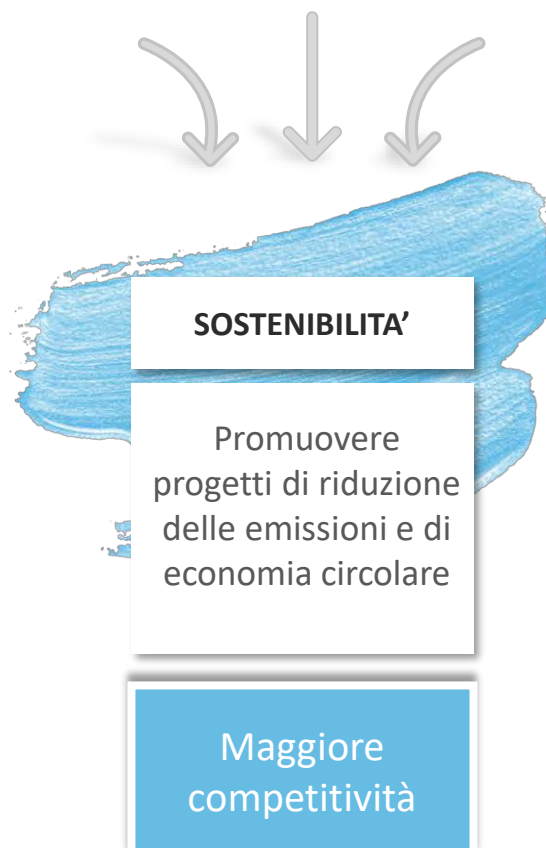 SOSTENIBILITA’
Promuovere
progetti di riduzione
delle emissioni e di
economia circolare
Maggiore
competitività